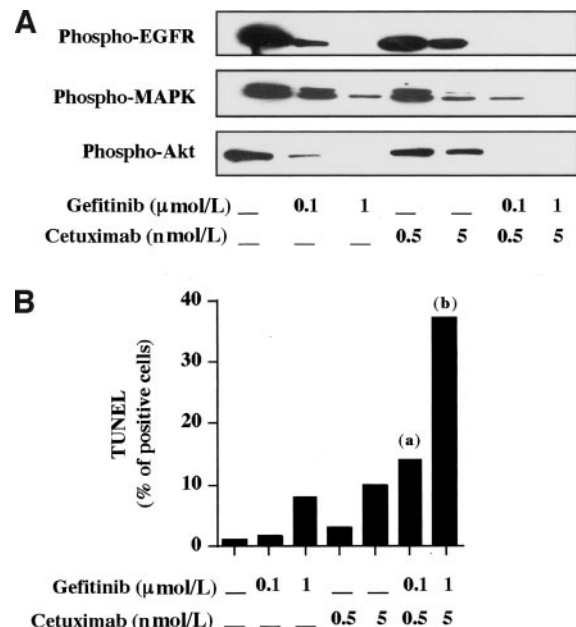 A
Phospho-EGFR
Phospho-MAPK
Phospho-Akt
Gefitinib (μmol/L) __ 0.1 1 __ __ 0.1 1
Cetuximab (nmol/L) __ __ __ 0.5 5 0.5 5
B
TUNEL
(% of positive cells)
40
30
20
10
0
(a)
(b)
Gefitinib (μmol/L) __ 0.1 1 __ __ 0.1 1
Cetuximab (nmol/L) __ __ __ 0.5 5 0.5 5